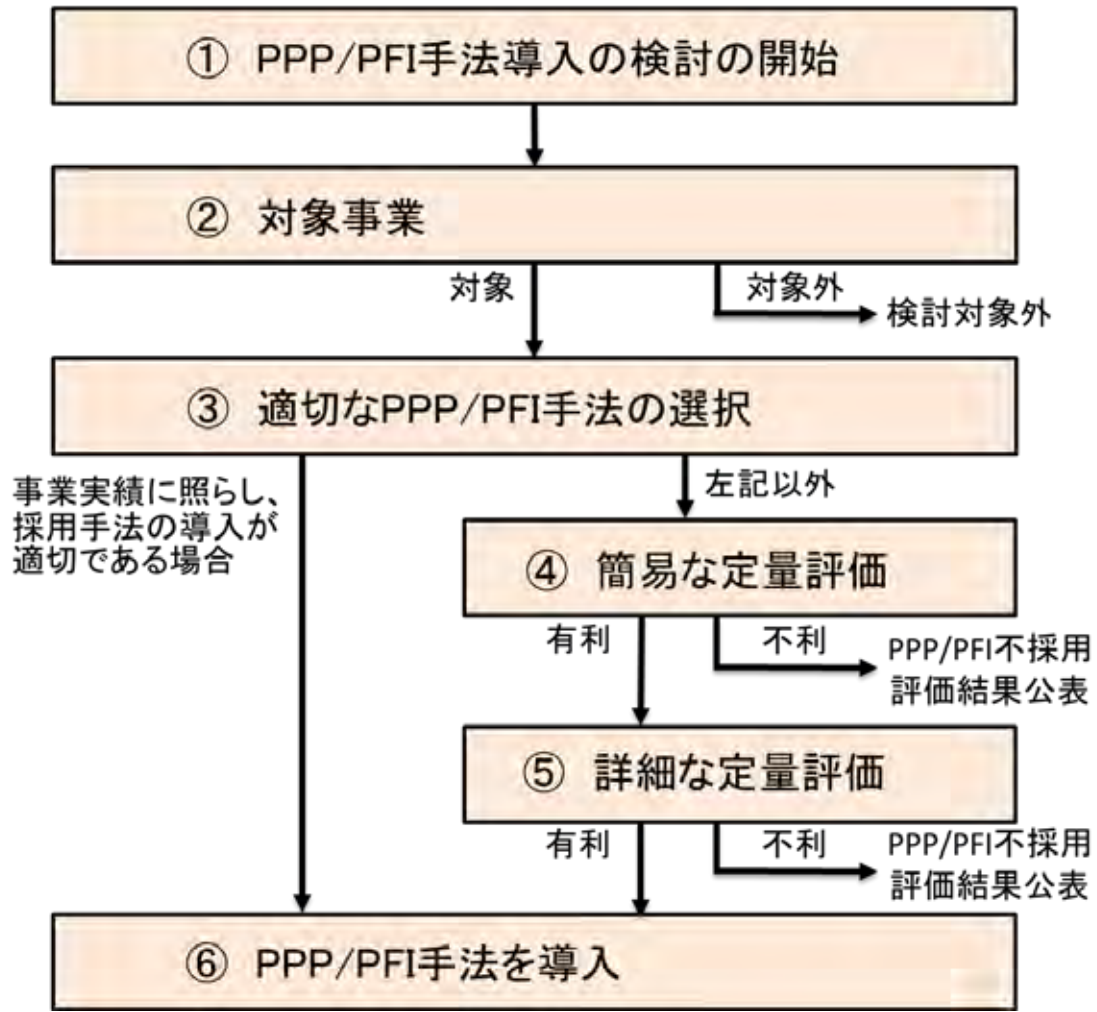 ① PPP/PFI手法導入の検討の開始
② 対象事業
対象
対象外
検討対象外
③ 適切なPPP/PFI手法の選択
事業実績に照らし、
採用手法の導入が
適切である場合
左記以外
④ 簡易な定量評価
有利
不利
PPP/PFI不採用
評価結果公表
⑤ 詳細な定量評価
有利
不利
PPP/PFI不採用
評価結果公表
⑥ PPP/PFI手法を導入